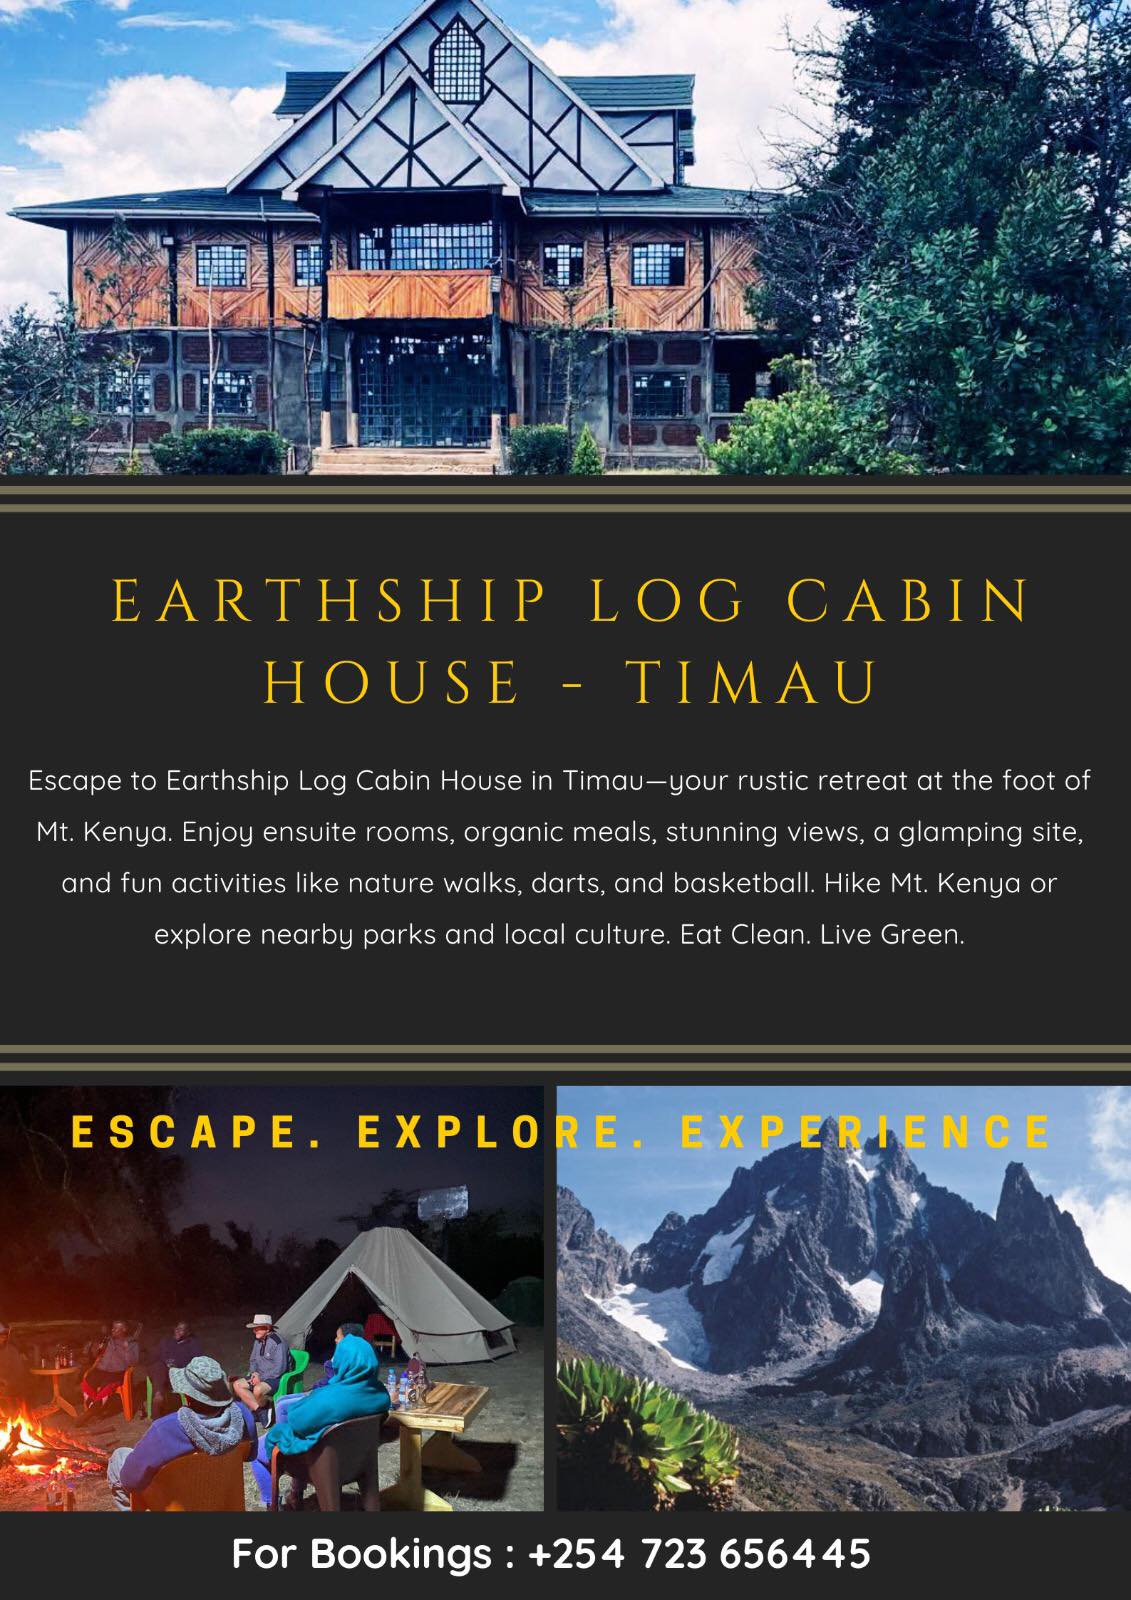 EARTHSHIP LOG CABIN
HOUSE - TIMAU
Escape to Earthship Log Cabin House in Timau—your rustic retreat at the foot of
Mt. Kenya. Enjoy ensuite rooms, organic meals, stunning views, a glamping site,
and fun activities like nature walks, darts, and basketball. Hike Mt. Kenya or
explore nearby parks and local culture. Eat Clean. Live Green.
ESCAPE. EXPLORE. EXPERIENCE
For Bookings : +254 723 656445